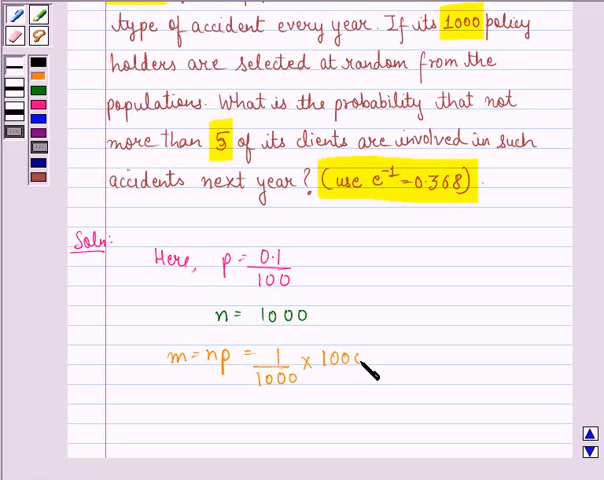 type of accident every year. If its 1000 policy
holders are selected at random from the
populations. What is the probability that not
more than 5 of its clients are involved in such
accidents next year? (use e⁻¹=0.368)
Soln:
Here, p = 0.1/100
n = 1000
m = np = 1/1000 × 100